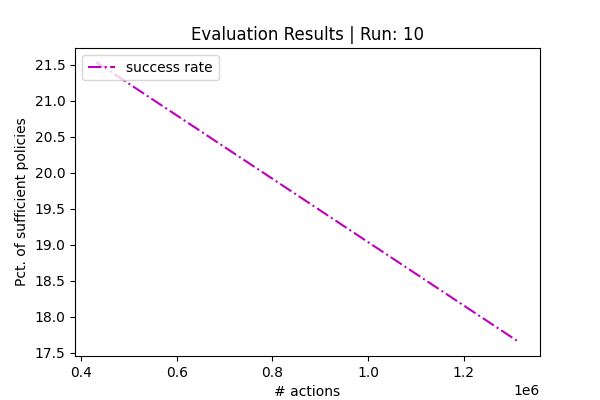 Evaluation Results | Run: 10
success rate
Pct. of sufficient policies
21.5
21.0
20.5
20.0
19.5
19.0
18.5
18.0
17.5
0.4 0.6 0.8 1.0 1.2
1e6
# actions